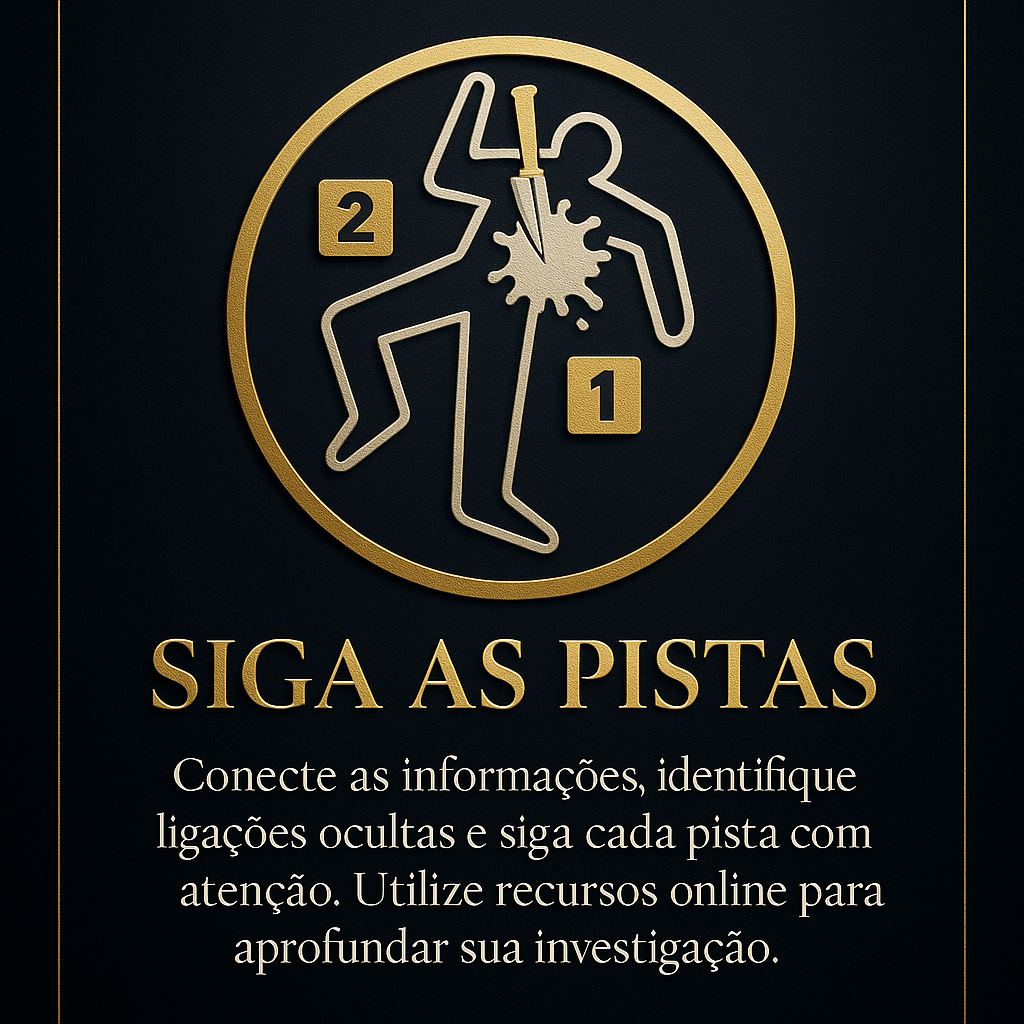 2
1
SIGA AS PISTAS
Conecte as informações, identifique
ligações ocultas e siga cada pista com
atenção. Utilize recursos online para
aprofundar sua investigação.